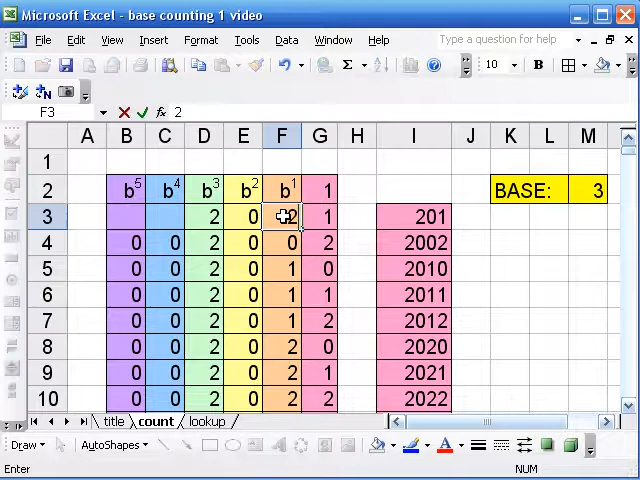 Microsoft Excel - base counting 1 video
File Edit View Insert Format Tools Data Window Help Type a question for help
Σ 10 B
N
F3 fx 2
A B C D E F G H I J K L M
1
2 b5 b4 b3 b2 b1 1 BASE: 3
3 2 0 2 1 201
4 0 0 2 0 0 2 2002
5 0 0 2 0 1 0 2010
6 0 0 2 0 1 1 2011
7 0 0 2 0 1 2 2012
8 0 0 2 0 2 0 2020
9 0 0 2 0 2 1 2021
10 0 0 2 0 2 2 2022
title count lookup
Draw AutoShapes A
Enter NUM